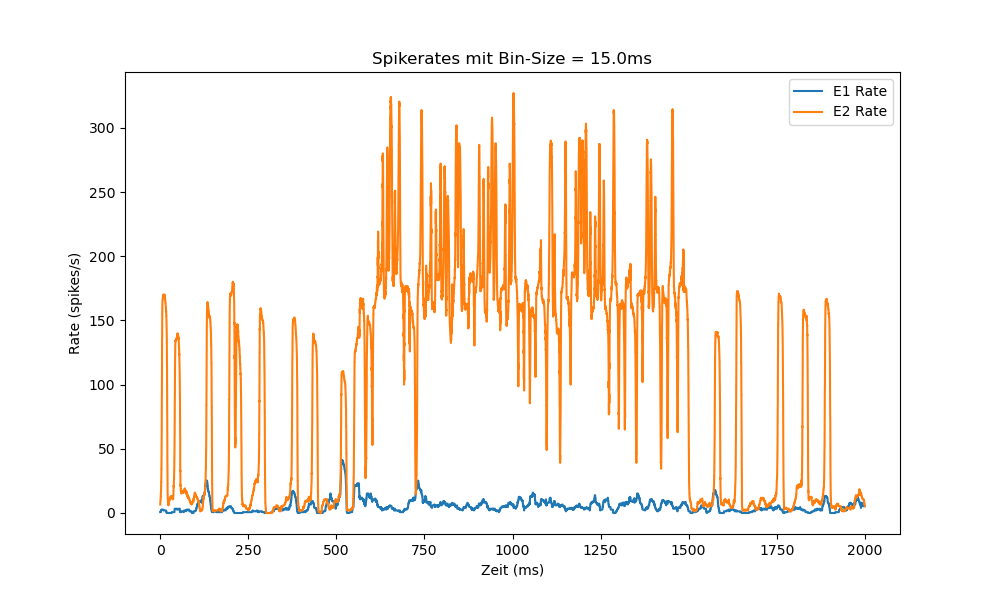 Spikerates mit Bin-Size = 15.0ms
E1 Rate
E2 Rate
Rate (spikes/s)
300
250
200
150
100
50
0
0 250 500 750 1000 1250 1500 1750 2000
Zeit (ms)